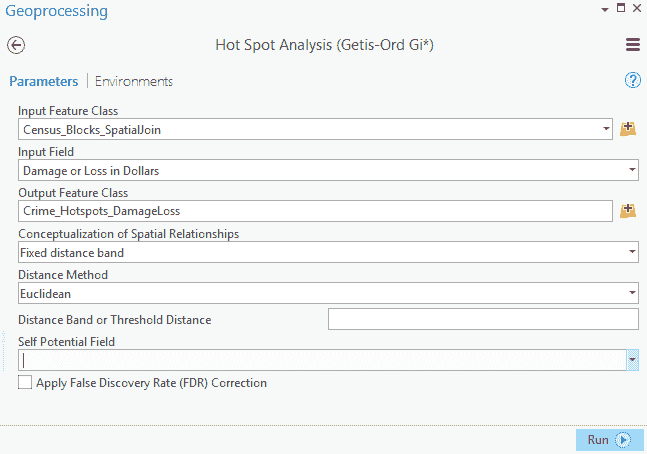 Geoprocessing
Hot Spot Analysis (Getis-Ord Gi*)
Parameters | Environments
?
Input Feature Class
Census_Blocks_SpatialJoin
Input Field
Damage or Loss in Dollars
Output Feature Class
Crime_Hotspots_DamageLoss
Conceptualization of Spatial Relationships
Fixed distance band
Distance Method
Euclidean
Distance Band or Threshold Distance
Self Potential Field
Apply False Discovery Rate (FDR) Correction
Run